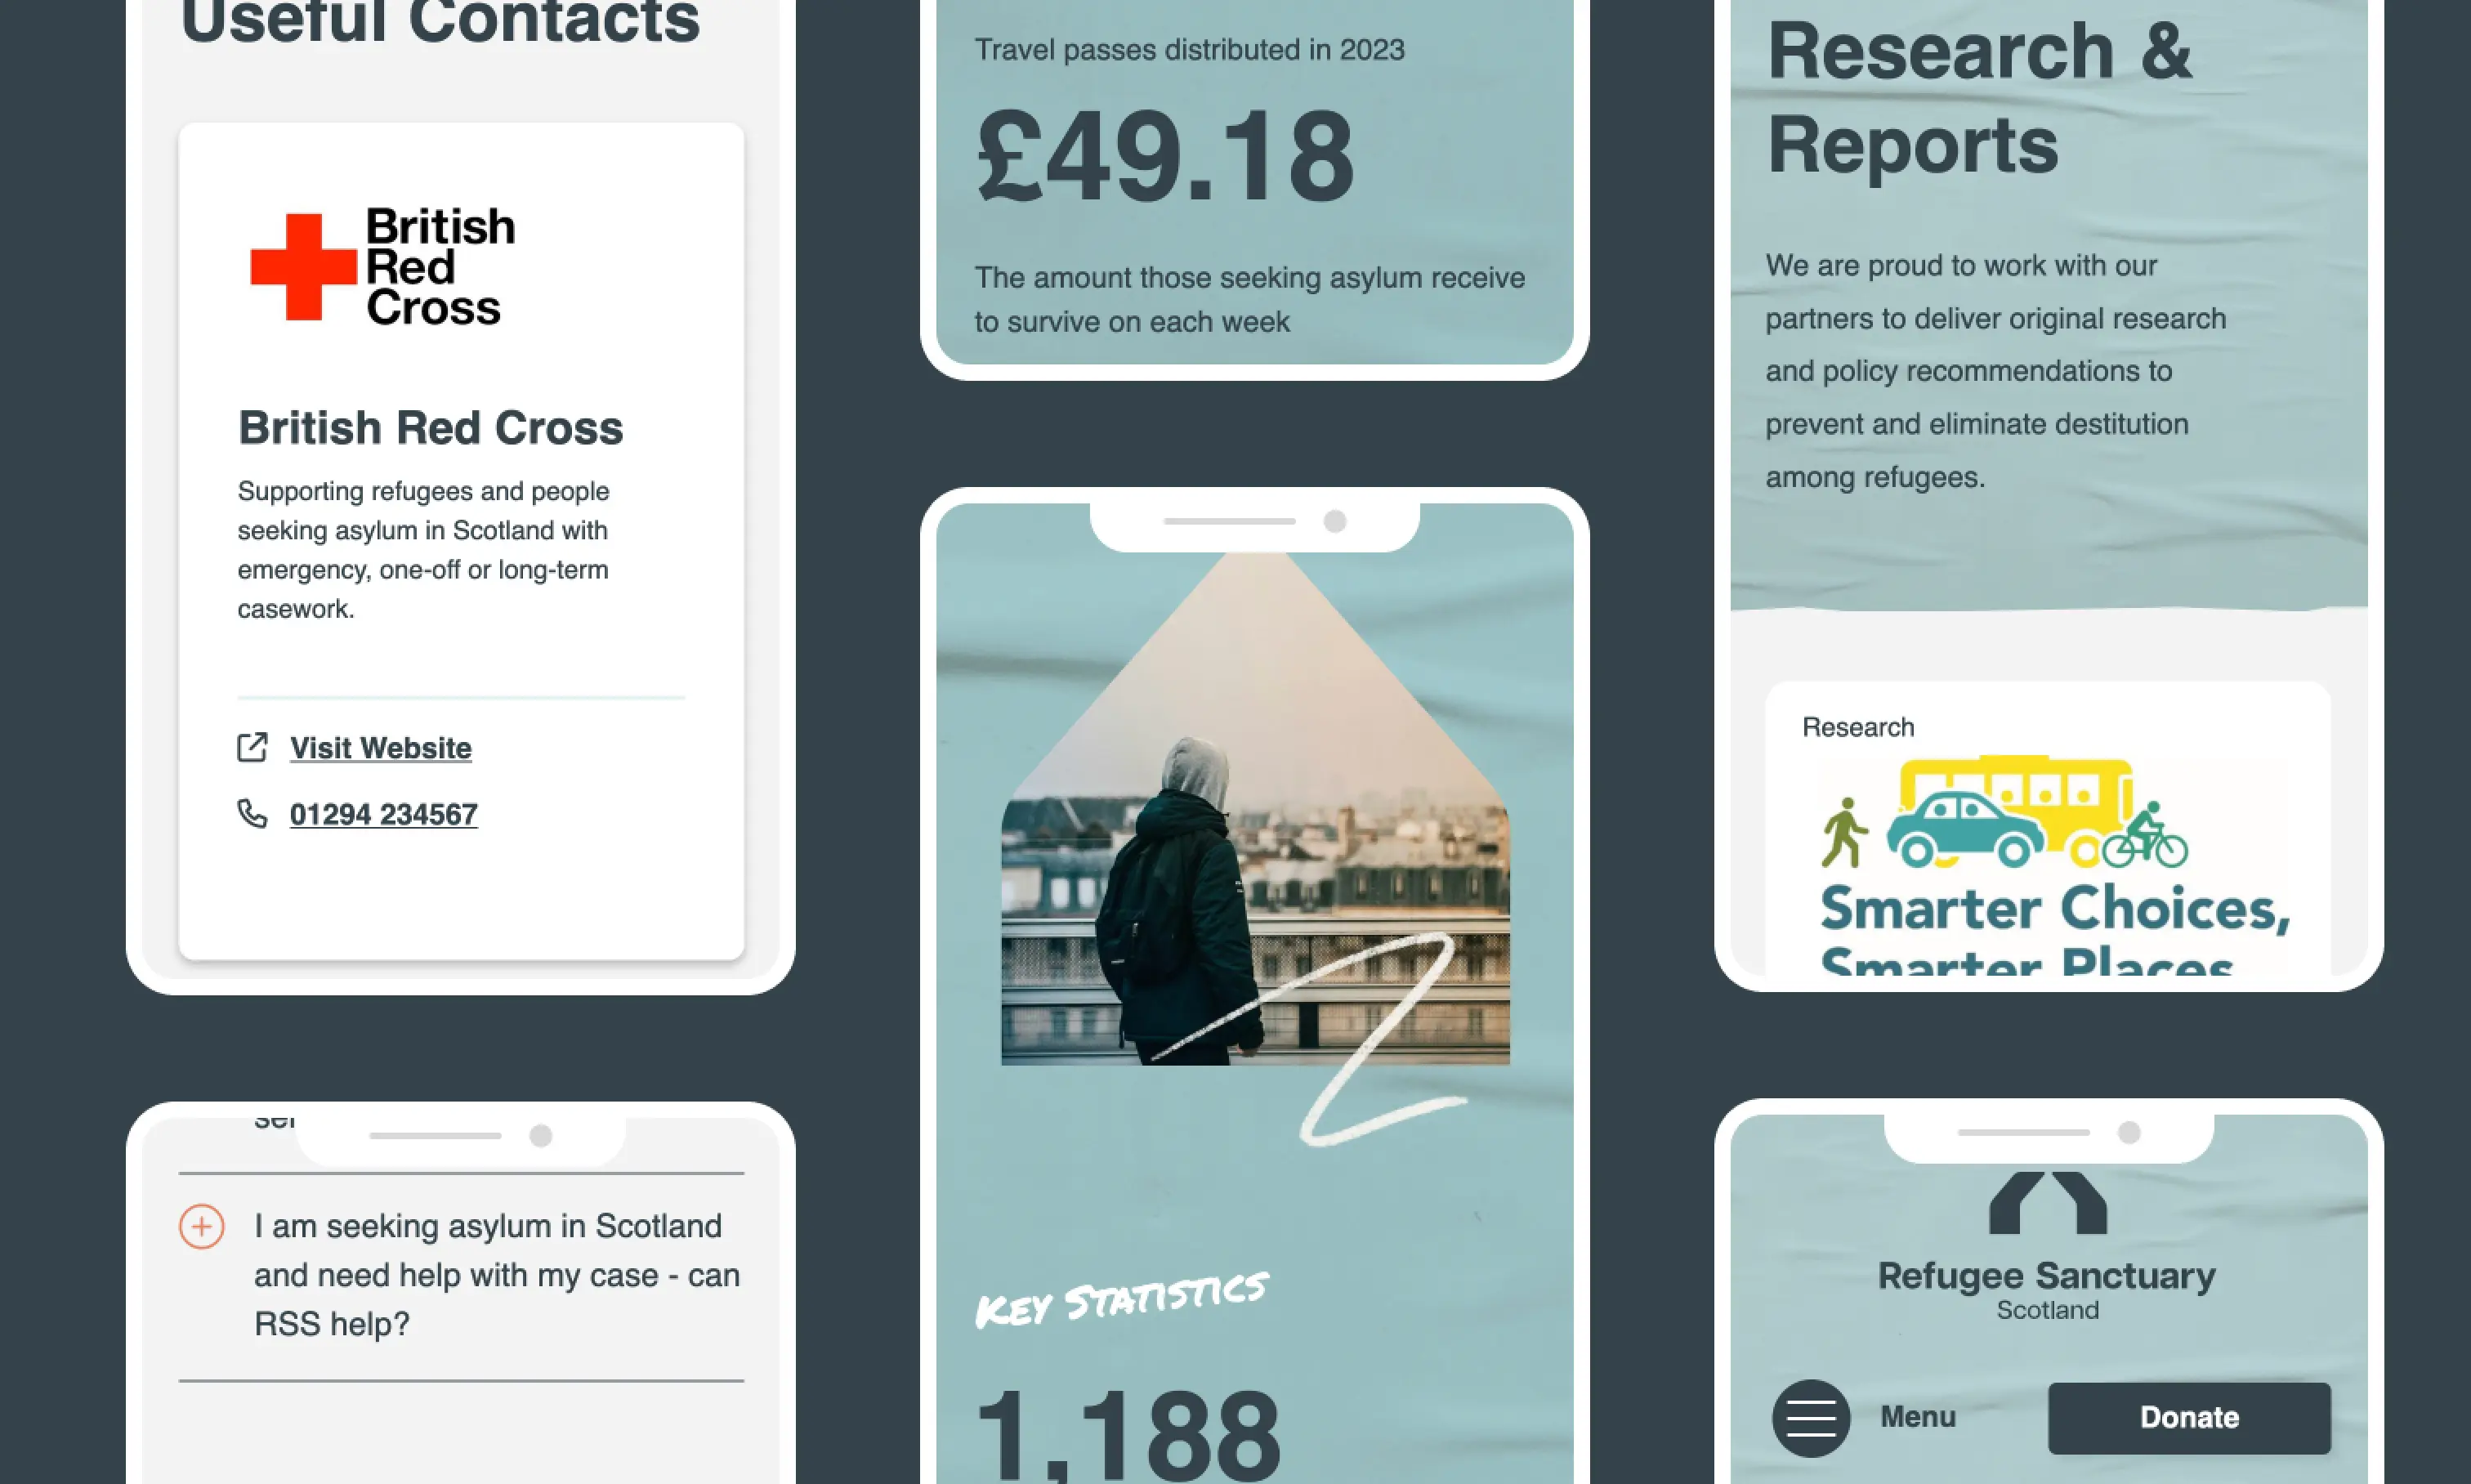 Useful Contacts
British
Red
Cross
British Red Cross
Supporting refugees and people
seeking asylum in Scotland with
emergency, one-off or long-term
casework.
Visit Website
01294 234567
I am seeking asylum in Scotland
and need help with my case - can
RSS help?
Travel passes distributed in 2023
£49.18
The amount those seeking asylum receive
to survive on each week
Key Statistics
1,188
Research &
Reports
We are proud to work with our
partners to deliver original research
and policy recommendations to
prevent and eliminate destitution
among refugees.
Research
Smarter Choices,
Smarter Places
Refugee Sanctuary
Scotland
Menu
Donate